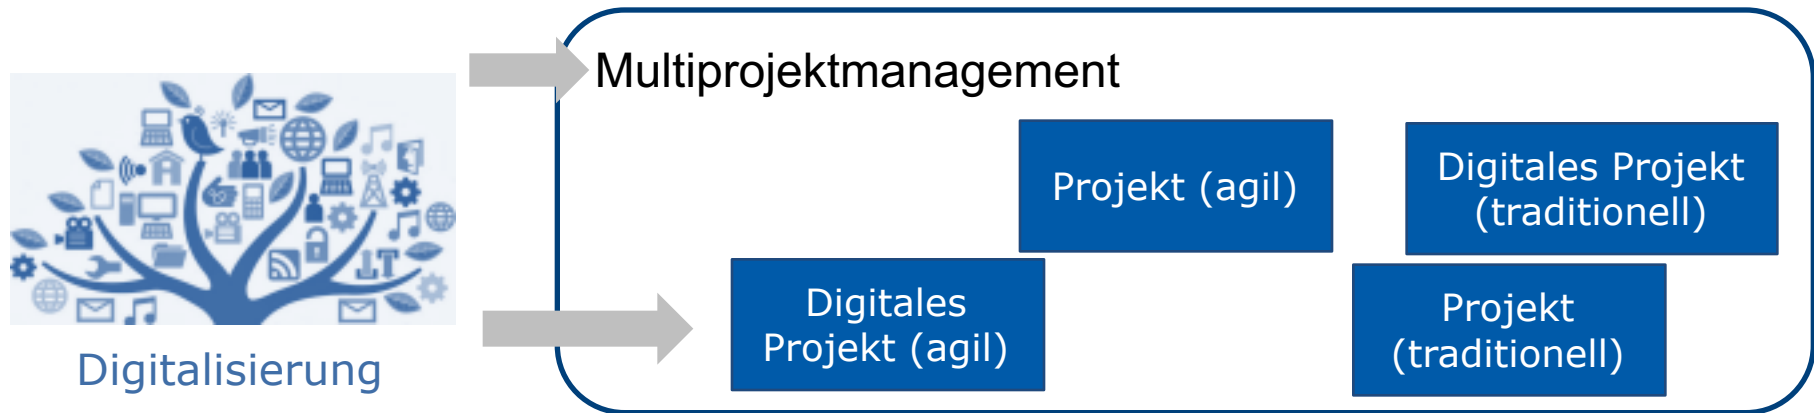 Multiprojektmanagement
Projekt (agil)
Digitales Projekt
(traditionell)
Digitales
Projekt (agil)
Projekt
(traditionell)
Digitalisierung